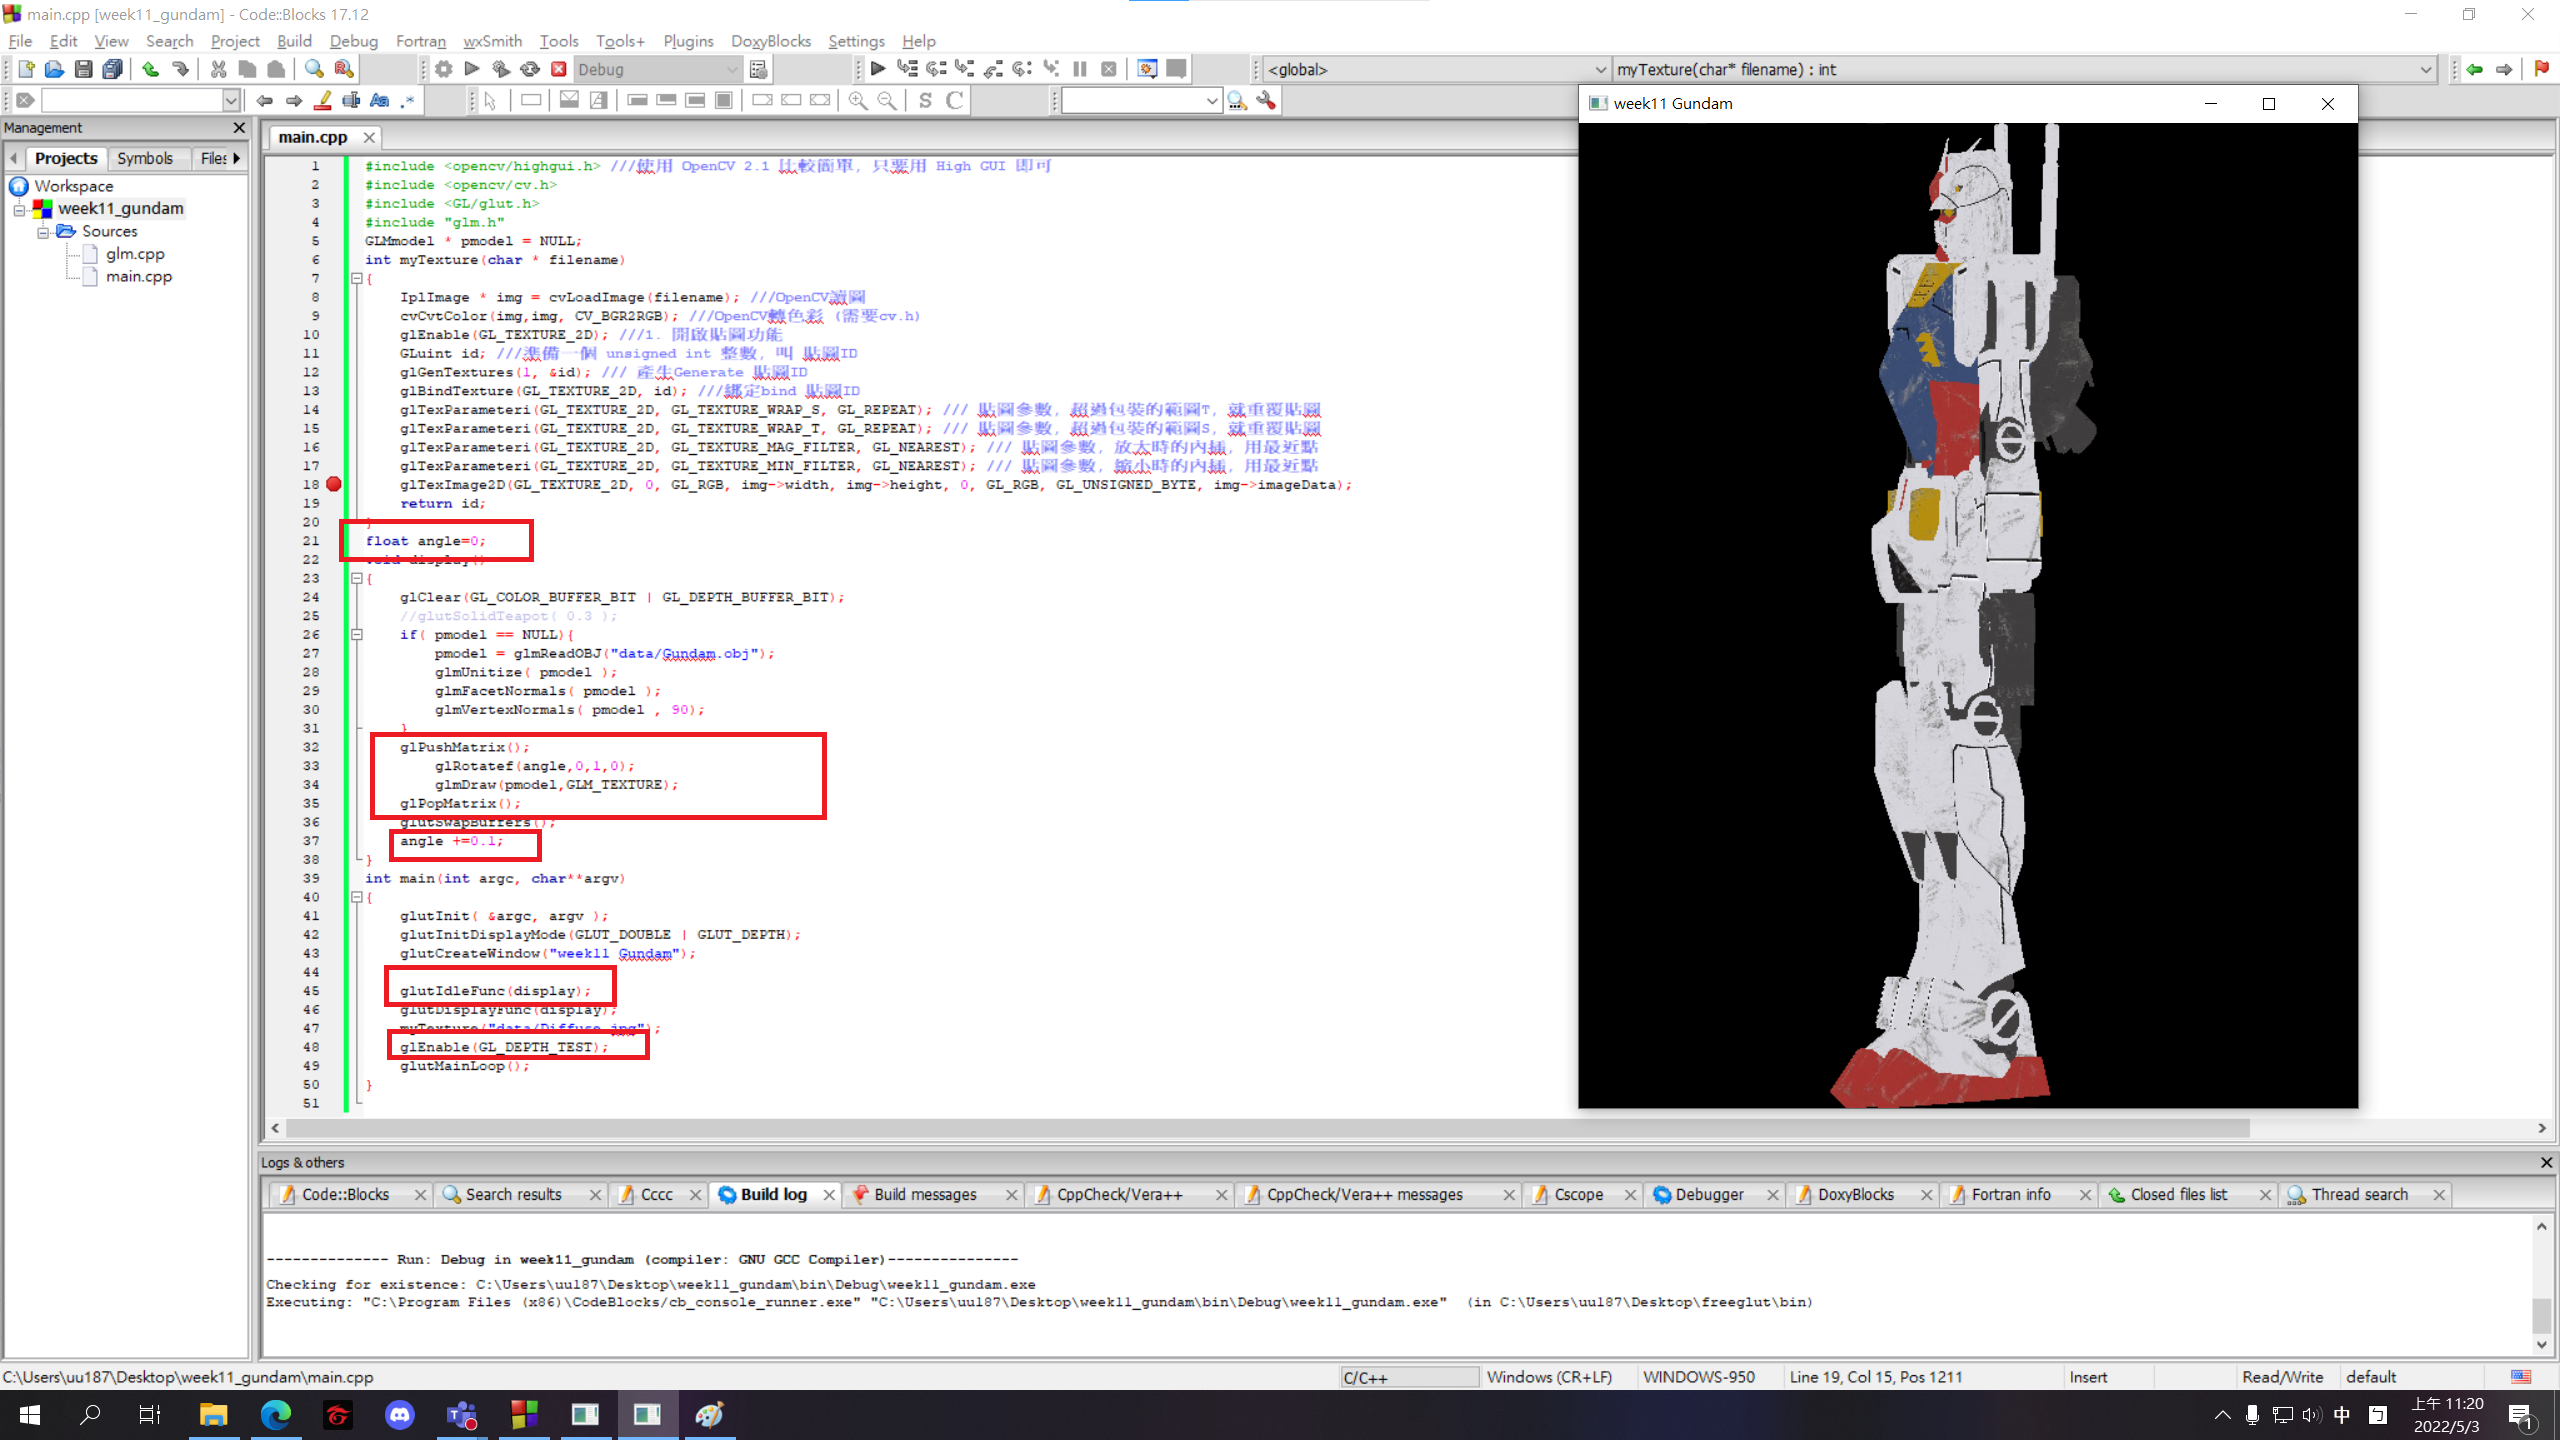 main.cpp [week11_gundam] - Code::Blocks 17.12
File Edit View Search Project Build Debug Fortran wxSmith Tools Tools+ Plugins DoxyBlocks Settings Help
Debug
<global>
myTexture(char* filename) : int
S C
Management
Projects Symbols Files
Workspace
week11_gundam
Sources
glm.cpp
main.cpp
main.cpp
1 #include <opencv/highgui.h> ///使用 OpenCV 2.1 比較簡單, 只要用 High GUI 即可
2 #include <opencv/cv.h>
3 #include <GL/glut.h>
4 #include "glm.h"
5 GLMmodel * pmodel = NULL;
6 int myTexture(char * filename)
7 {
8 IplImage * img = cvLoadImage(filename); ///OpenCV讀圖
9 cvCvtColor(img,img, CV_BGR2RGB); ///OpenCV轉色彩 (需要cv.h)
10 glEnable(GL_TEXTURE_2D); ///1. 開啟貼圖功能
11 GLuint id; ///準備一個 unsigned int 整數, 叫 貼圖ID
12 glGenTextures(1, &id); /// 產生Generate 貼圖ID
13 glBindTexture(GL_TEXTURE_2D, id); ///綁定bind 貼圖ID
14 glTexParameteri(GL_TEXTURE_2D, GL_TEXTURE_WRAP_S, GL_REPEAT); /// 貼圖參數, 超過包裝的範圍T, 就重覆貼圖
15 glTexParameteri(GL_TEXTURE_2D, GL_TEXTURE_WRAP_T, GL_REPEAT); /// 貼圖參數, 超過包裝的範圍S, 就重覆貼圖
16 glTexParameteri(GL_TEXTURE_2D, GL_TEXTURE_MAG_FILTER, GL_NEAREST); /// 貼圖參數, 放大時的內插, 用最近點
17 glTexParameteri(GL_TEXTURE_2D, GL_TEXTURE_MIN_FILTER, GL_NEAREST); /// 貼圖參數, 縮小時的內插, 用最近點
18 glTexImage2D(GL_TEXTURE_2D, 0, GL_RGB, img->width, img->height, 0, GL_RGB, GL_UNSIGNED_BYTE, img->imageData);
19 return id;
20 }
21 float angle=0;
22 void display()
23 {
24 glClear(GL_COLOR_BUFFER_BIT | GL_DEPTH_BUFFER_BIT);
25 //glutSolidTeapot( 0.3 );
26 if( pmodel == NULL){
27 pmodel = glmReadOBJ("data/Gundam.obj");
28 glmUnitize( pmodel );
29 glmFacetNormals( pmodel );
30 glmVertexNormals( pmodel , 90);
31 }
32 glPushMatrix();
33 glRotatef(angle,0,1,0);
34 glmDraw(pmodel,GLM_TEXTURE);
35 glPopMatrix();
36 glutSwapBuffers();
37 angle +=0.1;
38 }
39 int main(int argc, char**argv)
40 {
41 glutInit( &argc, argv );
42 glutInitDisplayMode(GLUT_DOUBLE | GLUT_DEPTH);
43 glutCreateWindow("week11 Gundam");
44
45 glutIdleFunc(display);
46 glutDisplayFunc(display);
47 myTexture("data/Diffuse.jpg");
48 glEnable(GL_DEPTH_TEST);
49 glutMainLoop();
50 }
51
week11 Gundam
Logs & others
Code::Blocks Search results Cccc Build log Build messages CppCheck/Vera++ CppCheck/Vera++ messages Cscope Debugger DoxyBlocks Fortran info Closed files list Thread search
-------------- Run: Debug in week11_gundam (compiler: GNU GCC Compiler)---------------
Checking for existence: C:\Users\uu187\Desktop\week11_gundam\bin\Debug\week11_gundam.exe
Executing: "C:\Program Files (x86)\CodeBlocks/cb_console_runner.exe" "C:\Users\uu187\Desktop\week11_gundam\bin\Debug\week11_gundam.exe" (in C:\Users\uu187\Desktop\freeglut\bin)
C:\Users\uu187\Desktop\week11_gundam\main.cpp
C/C++ Windows (CR+LF) WINDOWS-950 Line 19, Col 15, Pos 1211 Insert Read/Write default
中
上午 11:20
2022/5/3
1